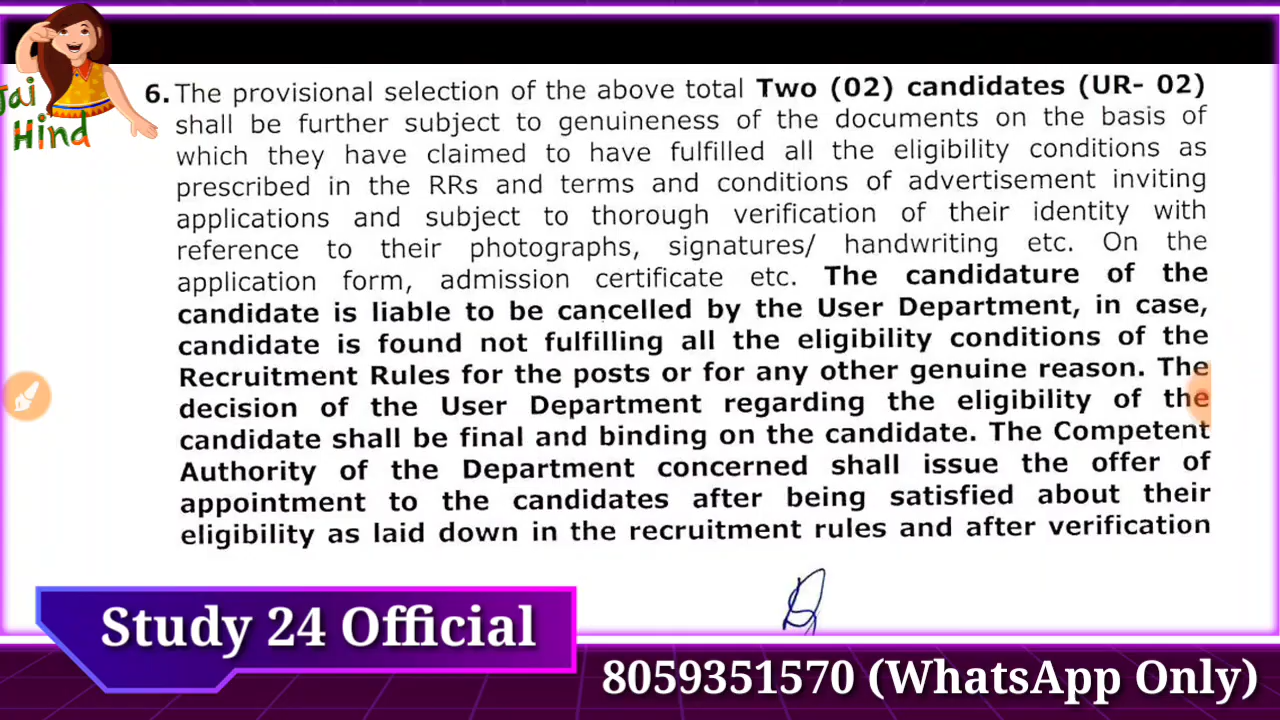 Jai
Hind
6. The provisional selection of the above total Two (02) candidates (UR- 02)
shall be further subject to genuineness of the documents on the basis of
which they have claimed to have fulfilled all the eligibility conditions as
prescribed in the RRs and terms and conditions of advertisement inviting
applications and subject to thorough verification of their identity with
reference to their photographs, signatures/ handwriting etc. On the
application form, admission certificate etc. The candidature of the
candidate is liable to be cancelled by the User Department, in case,
candidate is found not fulfilling all the eligibility conditions of the
Recruitment Rules for the posts or for any other genuine reason. The
decision of the User Department regarding the eligibility of the
candidate shall be final and binding on the candidate. The Competent
Authority of the Department concerned shall issue the offer of
appointment to the candidates after being satisfied about their
eligibility as laid down in the recruitment rules and after verification
Study 24 Official
8059351570 (WhatsApp Only)